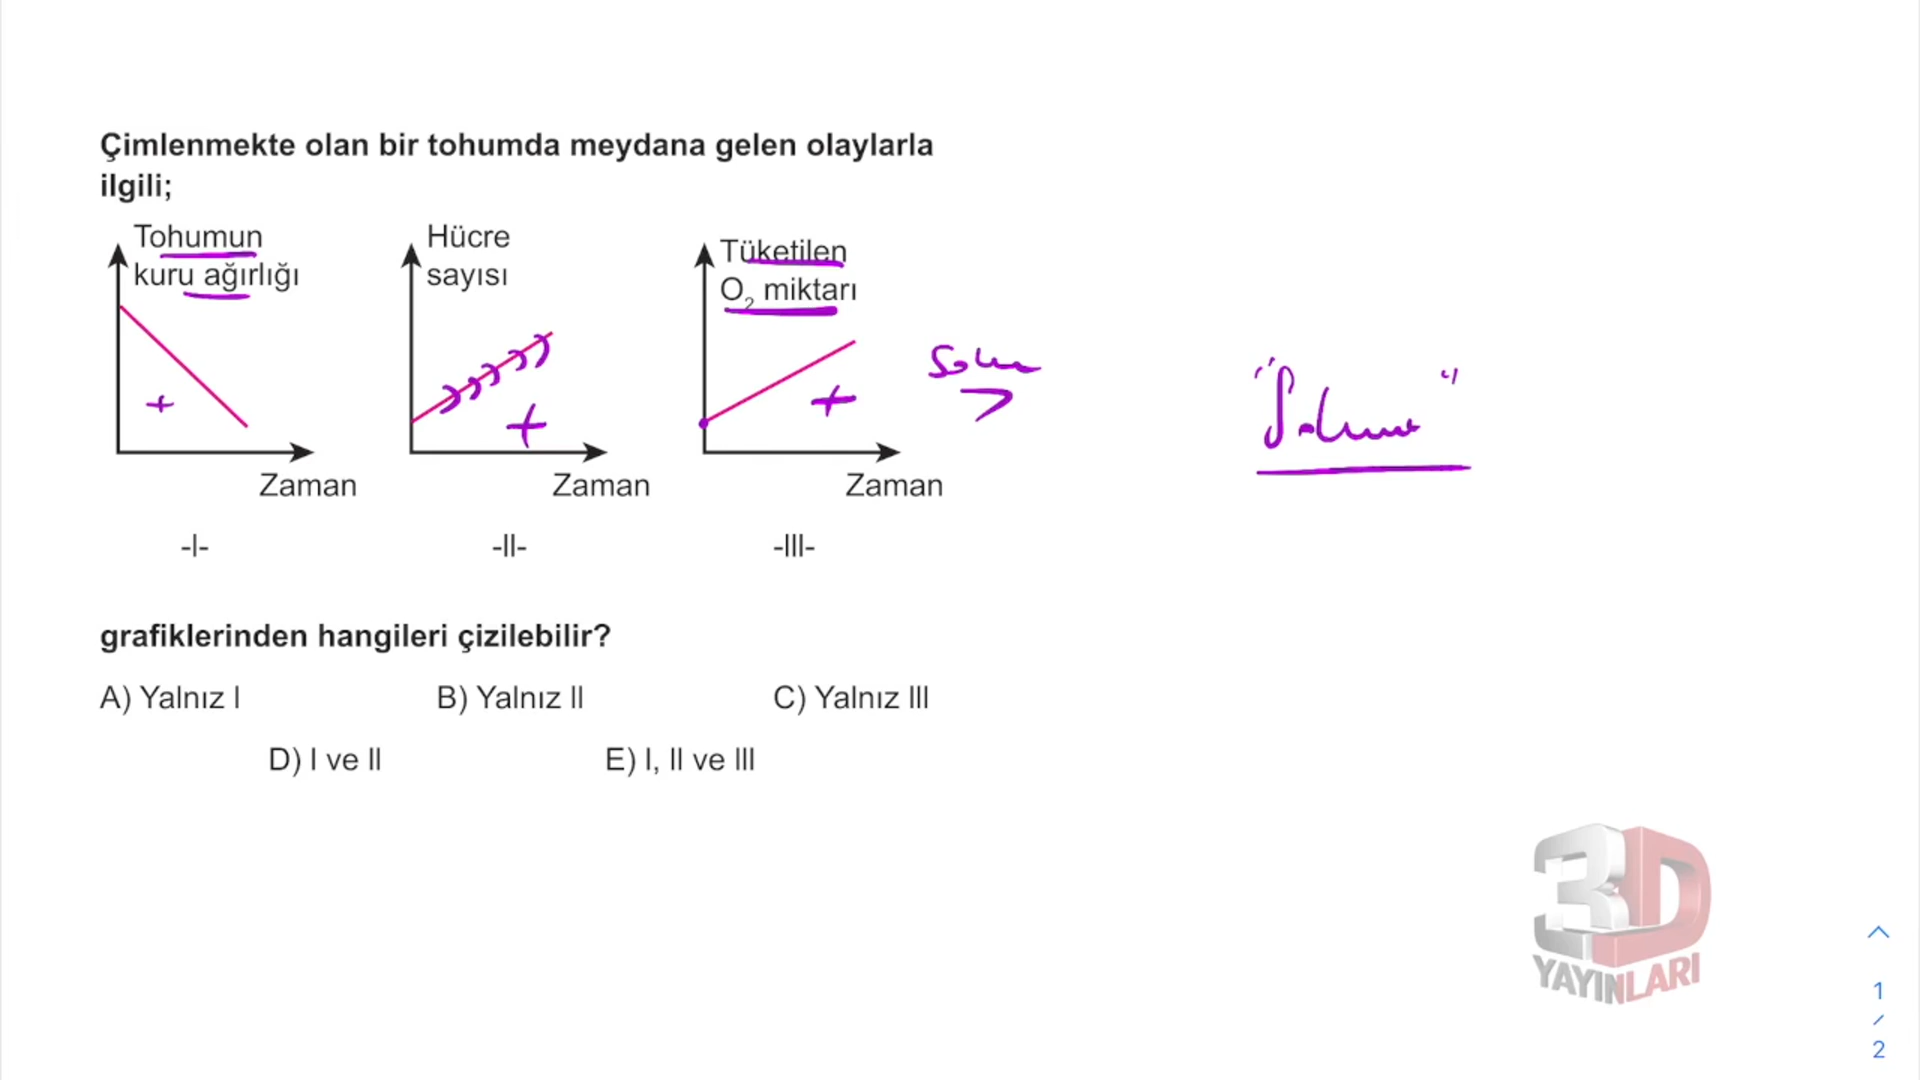 Çimlenmekte olan bir tohumda meydana gelen olaylarla
ilgili;
Tohumun
kuru ağırlığı
Zaman
-I-
Hücre
sayısı
Zaman
-II-
Tüketilen
O₂ miktarı
Zaman
-III-
grafiklerinden hangileri çizilebilir?
A) Yalnız I
B) Yalnız II
C) Yalnız III
D) I ve II
E) I, II ve III
3D
YAYINLARI
1
/
2